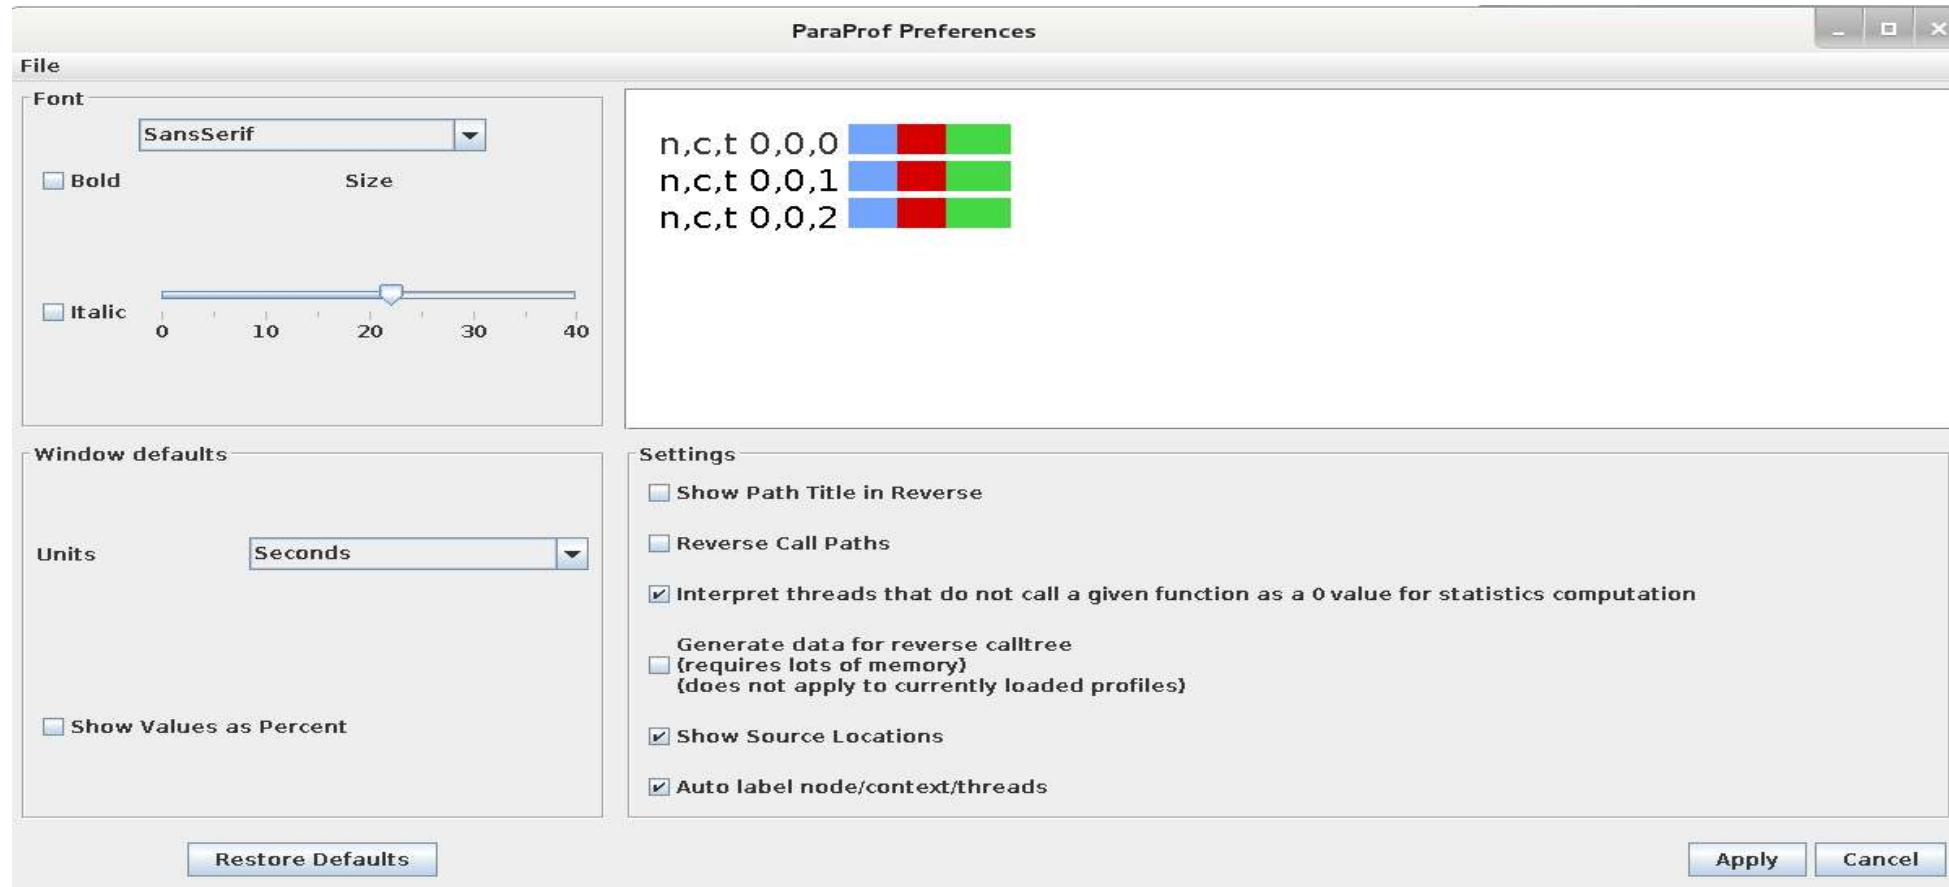 ParaProf Preferences
File
Font
SansSerif
Bold
Size
Italic
0 10 20 30 40
n,c,t 0,0,0
n,c,t 0,0,1
n,c,t 0,0,2
Window defaults
Units
Seconds
Show Values as Percent
Settings
Show Path Title in Reverse
Reverse Call Paths
Interpret threads that do not call a given function as a 0 value for statistics computation
Generate data for reverse calltree
(requires lots of memory)
(does not apply to currently loaded profiles)
Show Source Locations
Auto label node/context/threads
Restore Defaults
Apply
Cancel